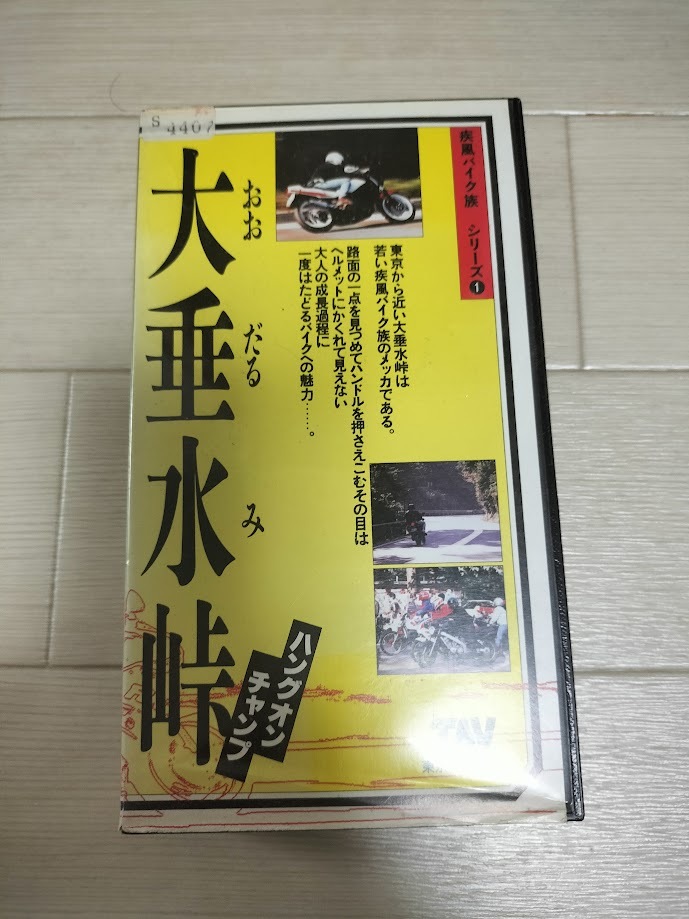 S 4407
疾風バイク族 シリーズ❶
東京から近い大垂水峠は
若い疾風バイク族のメッカである。
路面の一点を見つめてハンドルを押さえこむその目は
ヘルメットにかくれて見えない
大人の成長過程に
一度はたどるバイクへの魅力……。
おおだるみ
大垂水峠
ハングオン
チャンプ
TAV